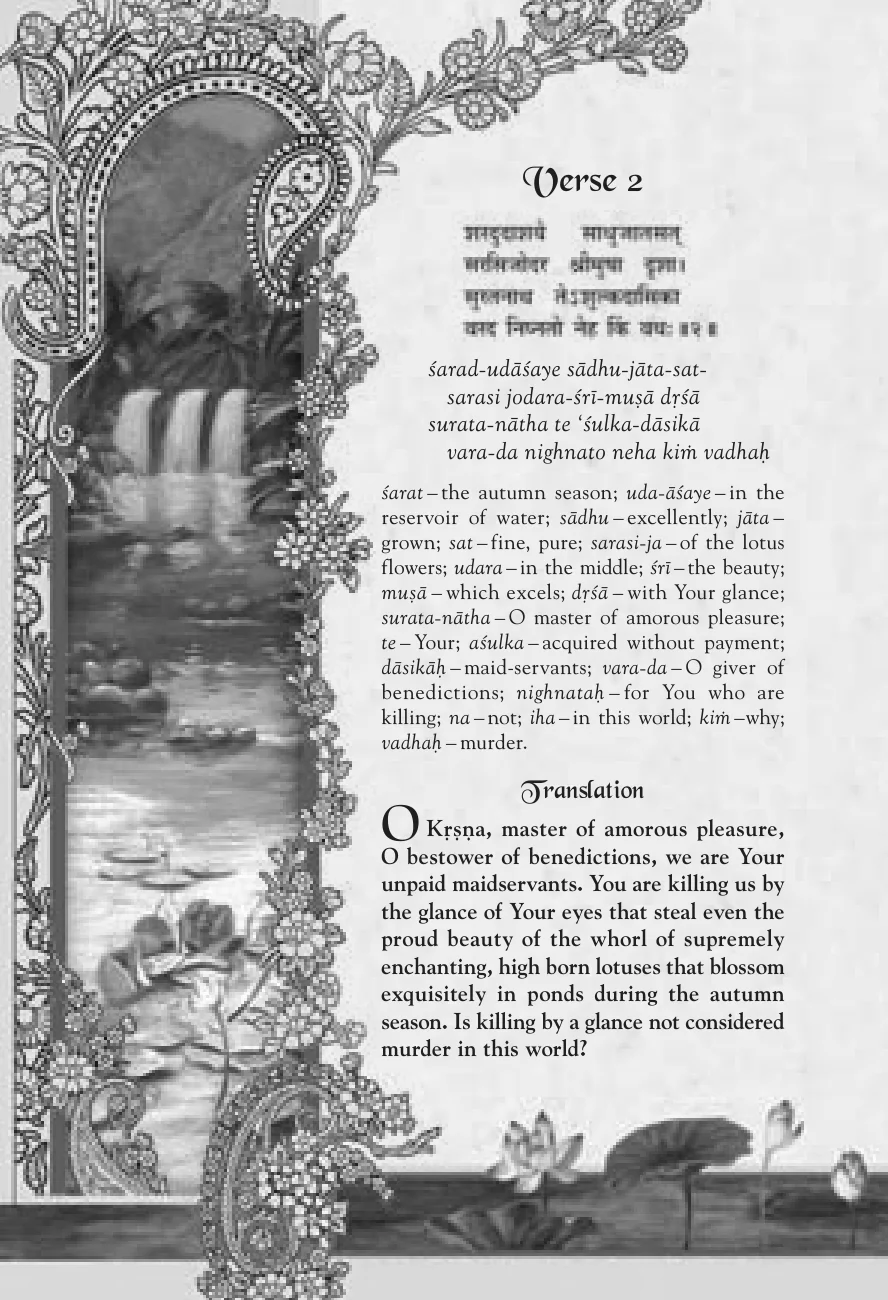 Verse 2
शरदुदाशये साधुजातसत्
सरसिजोदर श्रीमुषा दृशा।
सुरतनाथ तेऽशुल्कदासिका
वरद निघ्नतो नेह किं वधः॥२॥
śarad-udāśaye sādhu-jāta-sat-
sarasi jodara-śrī-muṣā dṛśā
surata-nātha te ‘śulka-dāsikā
vara-da nighnato neha kiṁ vadhaḥ
śarat – the autumn season; uda-āśaye – in the
reservoir of water; sādhu – excellently; jāta –
grown; sat – fine, pure; sarasi-ja – of the lotus
flowers; udara – in the middle; śrī – the beauty;
muṣā – which excels; dṛśā – with Your glance;
surata-nātha – O master of amorous pleasure;
te – Your; aśulka – acquired without payment;
dāsikāḥ – maid-servants; vara-da – O giver of
benedictions; nighnataḥ – for You who are
killing; na – not; iha – in this world; kiṁ –why;
vadhaḥ – murder.
Translation
O Kṛṣṇa, master of amorous pleasure,
O bestower of benedictions, we are Your
unpaid maidservants. You are killing us by
the glance of Your eyes that steal even the
proud beauty of the whorl of supremely
enchanting, high born lotuses that blossom
exquisitely in ponds during the autumn
season. Is killing by a glance not considered
murder in this world?